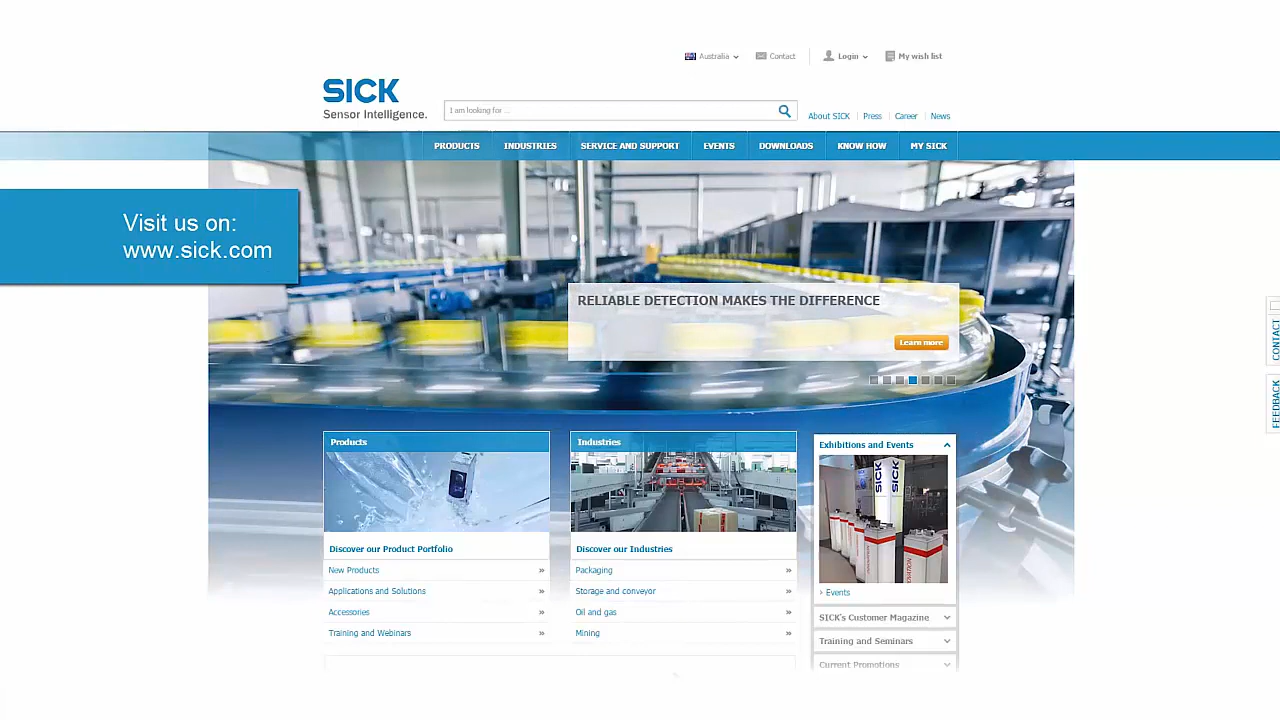 Australia
Contact
Login
My wish list
SICK
Sensor Intelligence.
I am looking for ...
About SICK
Press
Career
News
PRODUCTS
INDUSTRIES
SERVICE AND SUPPORT
EVENTS
DOWNLOADS
KNOW HOW
MY SICK
Visit us on:
www.sick.com
RELIABLE DETECTION MAKES THE DIFFERENCE
Learn more
CONTACT
FEEDBACK
Products
Discover our Product Portfolio
New Products »
Applications and Solutions »
Accessories »
Training and Webinars »
Industries
Discover our Industries
Packaging »
Storage and conveyor »
Oil and gas »
Mining »
Exhibitions and Events
SICK
SICK
› Events
SICK's Customer Magazine
Training and Seminars
Current Promotions